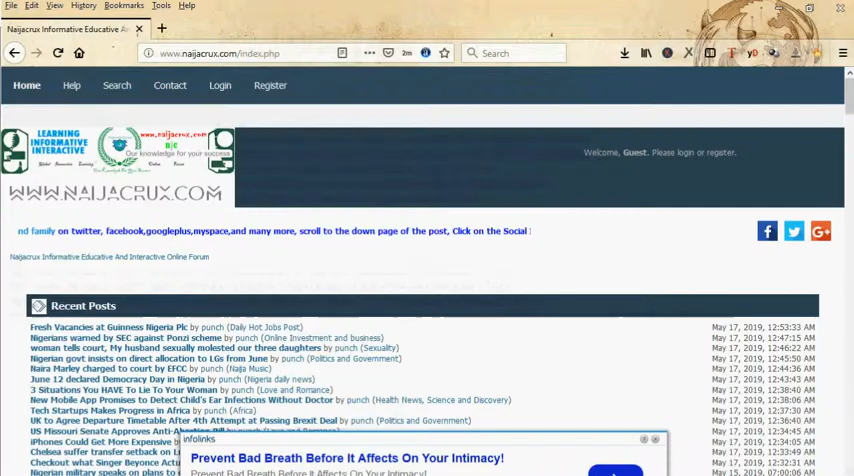 File Edit View History Bookmarks Tools Help
Naijacrux Informative Educative Ar
www.naijacrux.com/index.php
2m
Search
Home Help Search Contact Login Register
LEARNING
INFORMATIVE
INTERACTIVE
www.naijacrux.com
NjC
Our knowledge for your success
WWW.NAIJACRUX.COM
Welcome, Guest. Please login or register.
nd family on twitter, facebook,googleplus,myspace,and many more, scroll to the down page of the post, Click on the Social
Naijacrux Informative Educative And Interactive Online Forum
Recent Posts
Fresh Vacancies at Guinness Nigeria Plc by punch (Daily Hot Jobs Post) May 17, 2019, 12:53:33 AM
Nigerians warned by SEC against Ponzi scheme by punch (Online Investment and business) May 17, 2019, 12:47:15 AM
woman tells court, My husband sexually molested our three daughters by punch (Sexuality) May 17, 2019, 12:46:22 AM
Nigerian govt insists on direct allocation to LGs from June by punch (Politics and Government) May 17, 2019, 12:45:50 AM
Naira Marley charged to court by EFCC by punch (Naija Music) May 17, 2019, 12:44:36 AM
June 12 declared Democracy Day in Nigeria by punch (Nigeria daily news) May 17, 2019, 12:43:43 AM
3 Situations You HAVE To Lie To Your Woman by punch (Love and Romance) May 17, 2019, 12:38:40 AM
New Mobile App Promises to Detect Child's Ear Infections Without Doctor by punch (Health News, Science and Discovery) May 17, 2019, 12:37:30 AM
Tech Startups Makes Progress in Africa by punch (Africa) May 17, 2019, 12:36:40 AM
UK to Agree Departure Timetable After 4th Attempt at Passing Brexit Deal by punch (Politics and Government) May 17, 2019, 12:35:27 AM
US Missouri Senate Approves Anti-Abortion May 17, 2019, 12:34:45 AM
iPhones Could Get More Expensive May 17, 2019, 12:34:05 AM
Chelsea suffer transfer setback on L May 17, 2019, 12:33:49 AM
Checkout what Singer Beyonce Actu
Nigerian military speaks on plans to May 15, 2019, 07:00:06 AM
infolinks
Prevent Bad Breath Before It Affects On Your Intimacy!
Prevent Bad Breath Before It Affects On Your Intimacy!